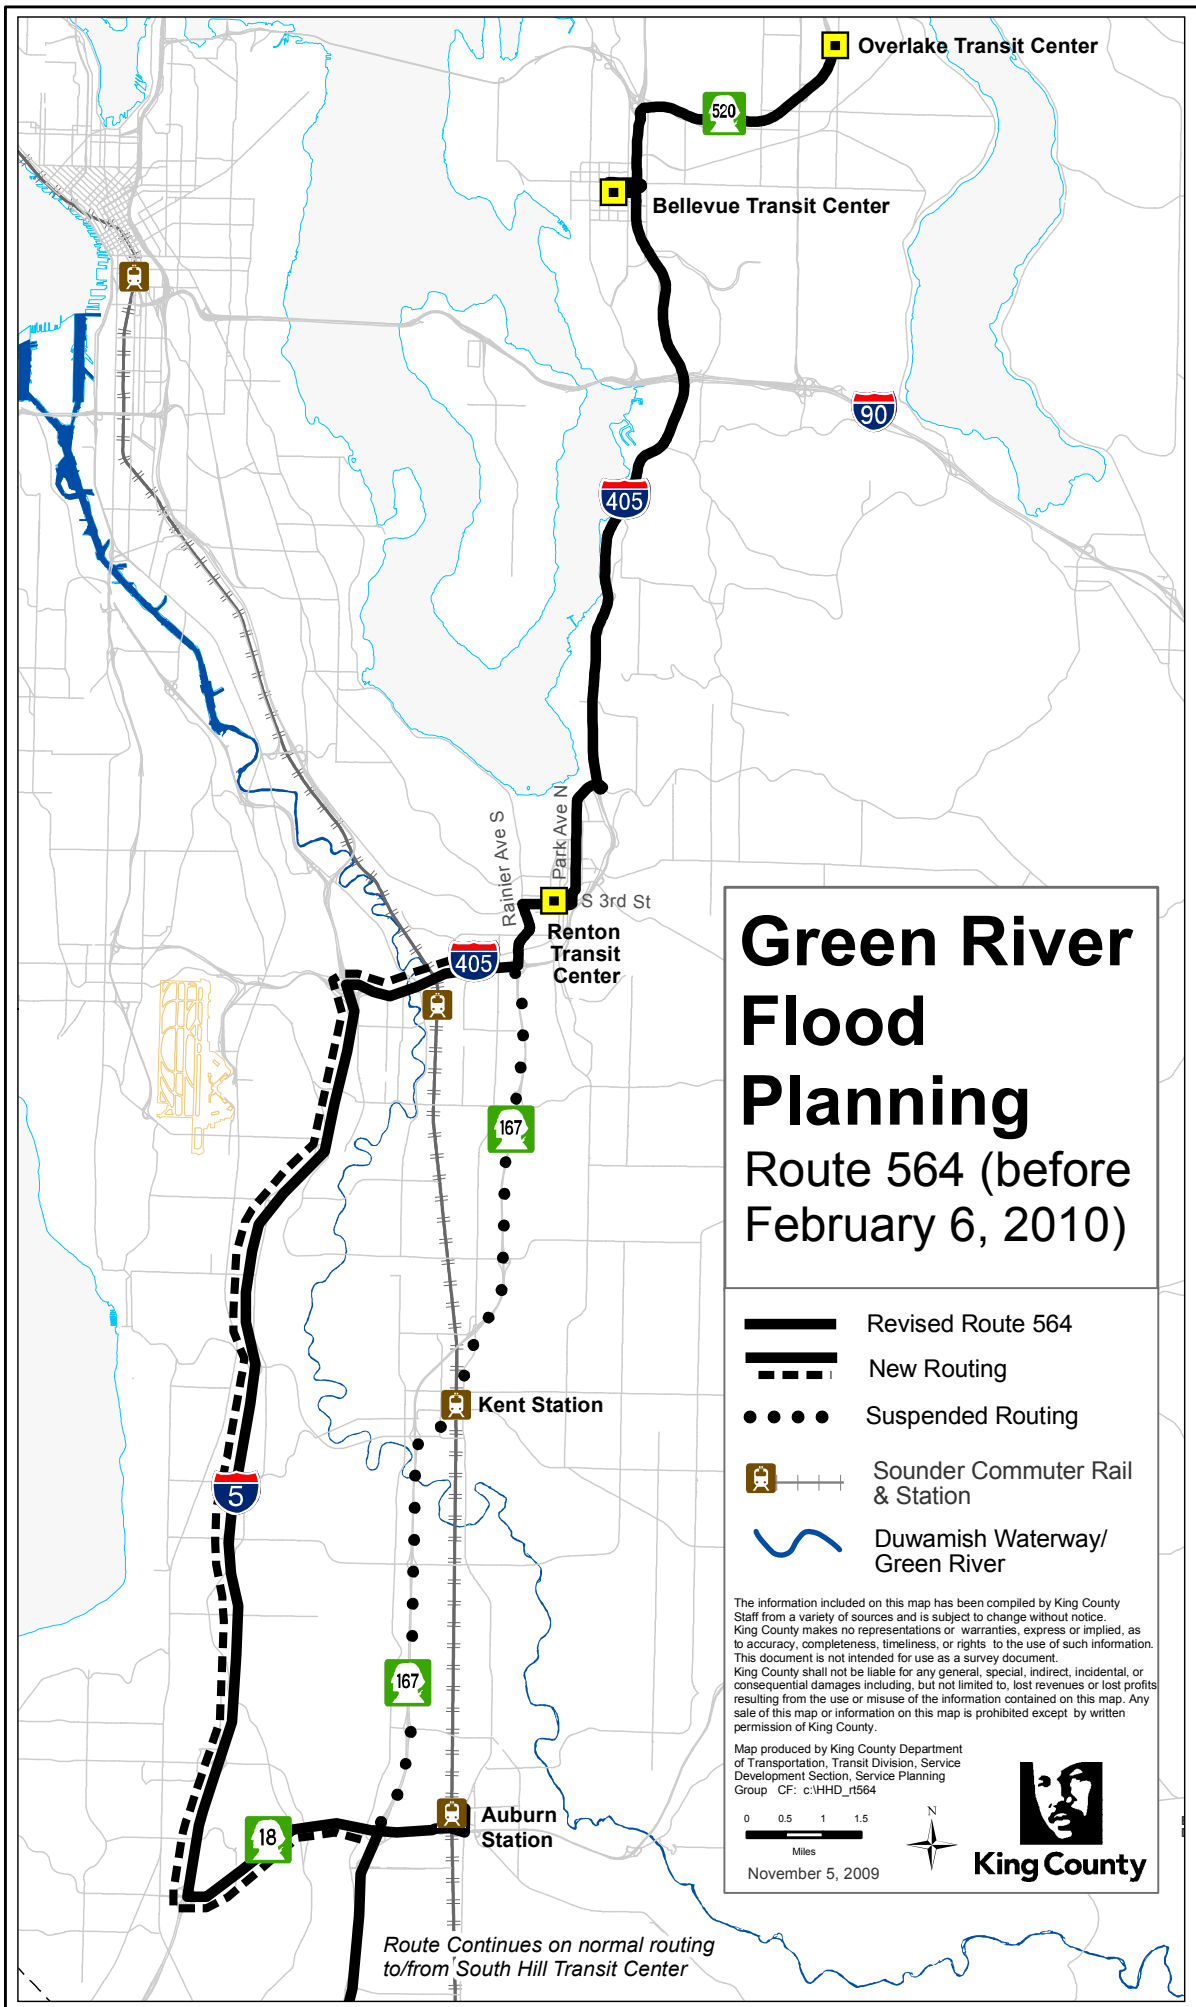 Overlake Transit Center
520
Bellevue Transit Center
90
405
Rainier Ave S
Park Ave N
S 3rd St
Renton
Transit
Center
405
167
Kent Station
5
167
18
Auburn
Station
Route Continues on normal routing
to/from South Hill Transit Center
Green River
Flood
Planning
Route 564 (before
February 6, 2010)
Revised Route 564
New Routing
Suspended Routing
Sounder Commuter Rail
& Station
Duwamish Waterway/
Green River
The information included on this map has been compiled by King County
Staff from a variety of sources and is subject to change without notice.
King County makes no representations or warranties, express or implied, as
to accuracy, completeness, timeliness, or rights to the use of such information.
This document is not intended for use as a survey document.
King County shall not be liable for any general, special, indirect, incidental, or
consequential damages including, but not limited to, lost revenues or lost profits
resulting from the use or misuse of the information contained on this map. Any
sale of this map or information on this map is prohibited except by written
permission of King County.
Map produced by King County Department
of Transportation, Transit Division, Service
Development Section, Service Planning
Group CF: c:\HHD_rt564
0 0.5 1 1.5
Miles
November 5, 2009
N
King County